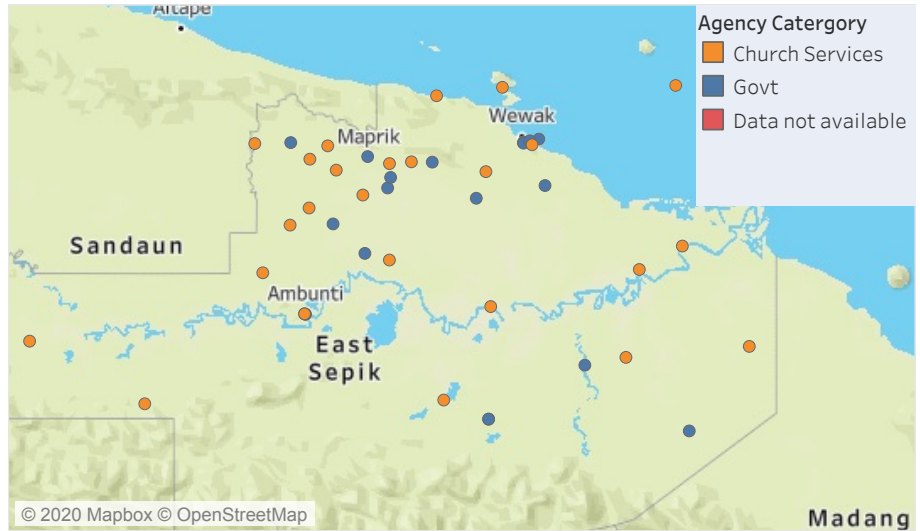 Aitape
Agency Catergory
Church Services
Govt
Data not available
Wewak
Maprik
Sandaun
Ambunti
East
Sepik
© 2020 Mapbox © OpenStreetMap
Madang